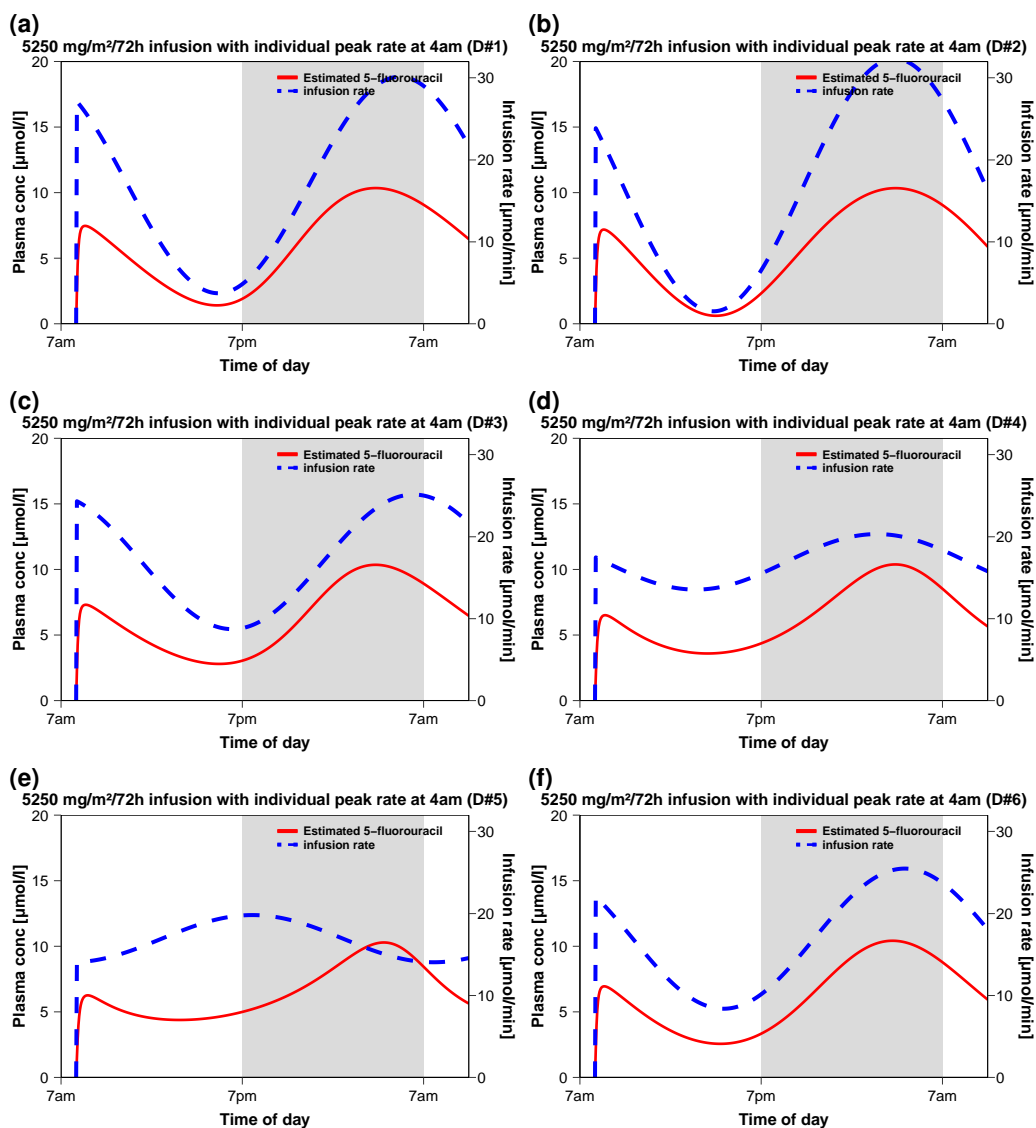 (a)
5250 mg/m²/72h infusion with individual peak rate at 4am (D#1)
Estimated 5−fluorouracil
infusion rate
Plasma conc [µmol/l]
20
15
10
5
0
Infusion rate [µmol/min]
30
20
10
0
7am
7pm
7am
Time of day
(b)
5250 mg/m²/72h infusion with individual peak rate at 4am (D#2)
Estimated 5−fluorouracil
infusion rate
Plasma conc [µmol/l]
20
15
10
5
0
Infusion rate [µmol/min]
30
20
10
0
7am
7pm
7am
Time of day
(c)
5250 mg/m²/72h infusion with individual peak rate at 4am (D#3)
Estimated 5−fluorouracil
infusion rate
Plasma conc [µmol/l]
20
15
10
5
0
Infusion rate [µmol/min]
30
20
10
0
7am
7pm
7am
Time of day
(d)
5250 mg/m²/72h infusion with individual peak rate at 4am (D#4)
Estimated 5−fluorouracil
infusion rate
Plasma conc [µmol/l]
20
15
10
5
0
Infusion rate [µmol/min]
30
20
10
0
7am
7pm
7am
Time of day
(e)
5250 mg/m²/72h infusion with individual peak rate at 4am (D#5)
Estimated 5−fluorouracil
infusion rate
Plasma conc [µmol/l]
20
15
10
5
0
Infusion rate [µmol/min]
30
20
10
0
7am
7pm
7am
Time of day
(f)
5250 mg/m²/72h infusion with individual peak rate at 4am (D#6)
Estimated 5−fluorouracil
infusion rate
Plasma conc [µmol/l]
20
15
10
5
0
Infusion rate [µmol/min]
30
20
10
0
7am
7pm
7am
Time of day